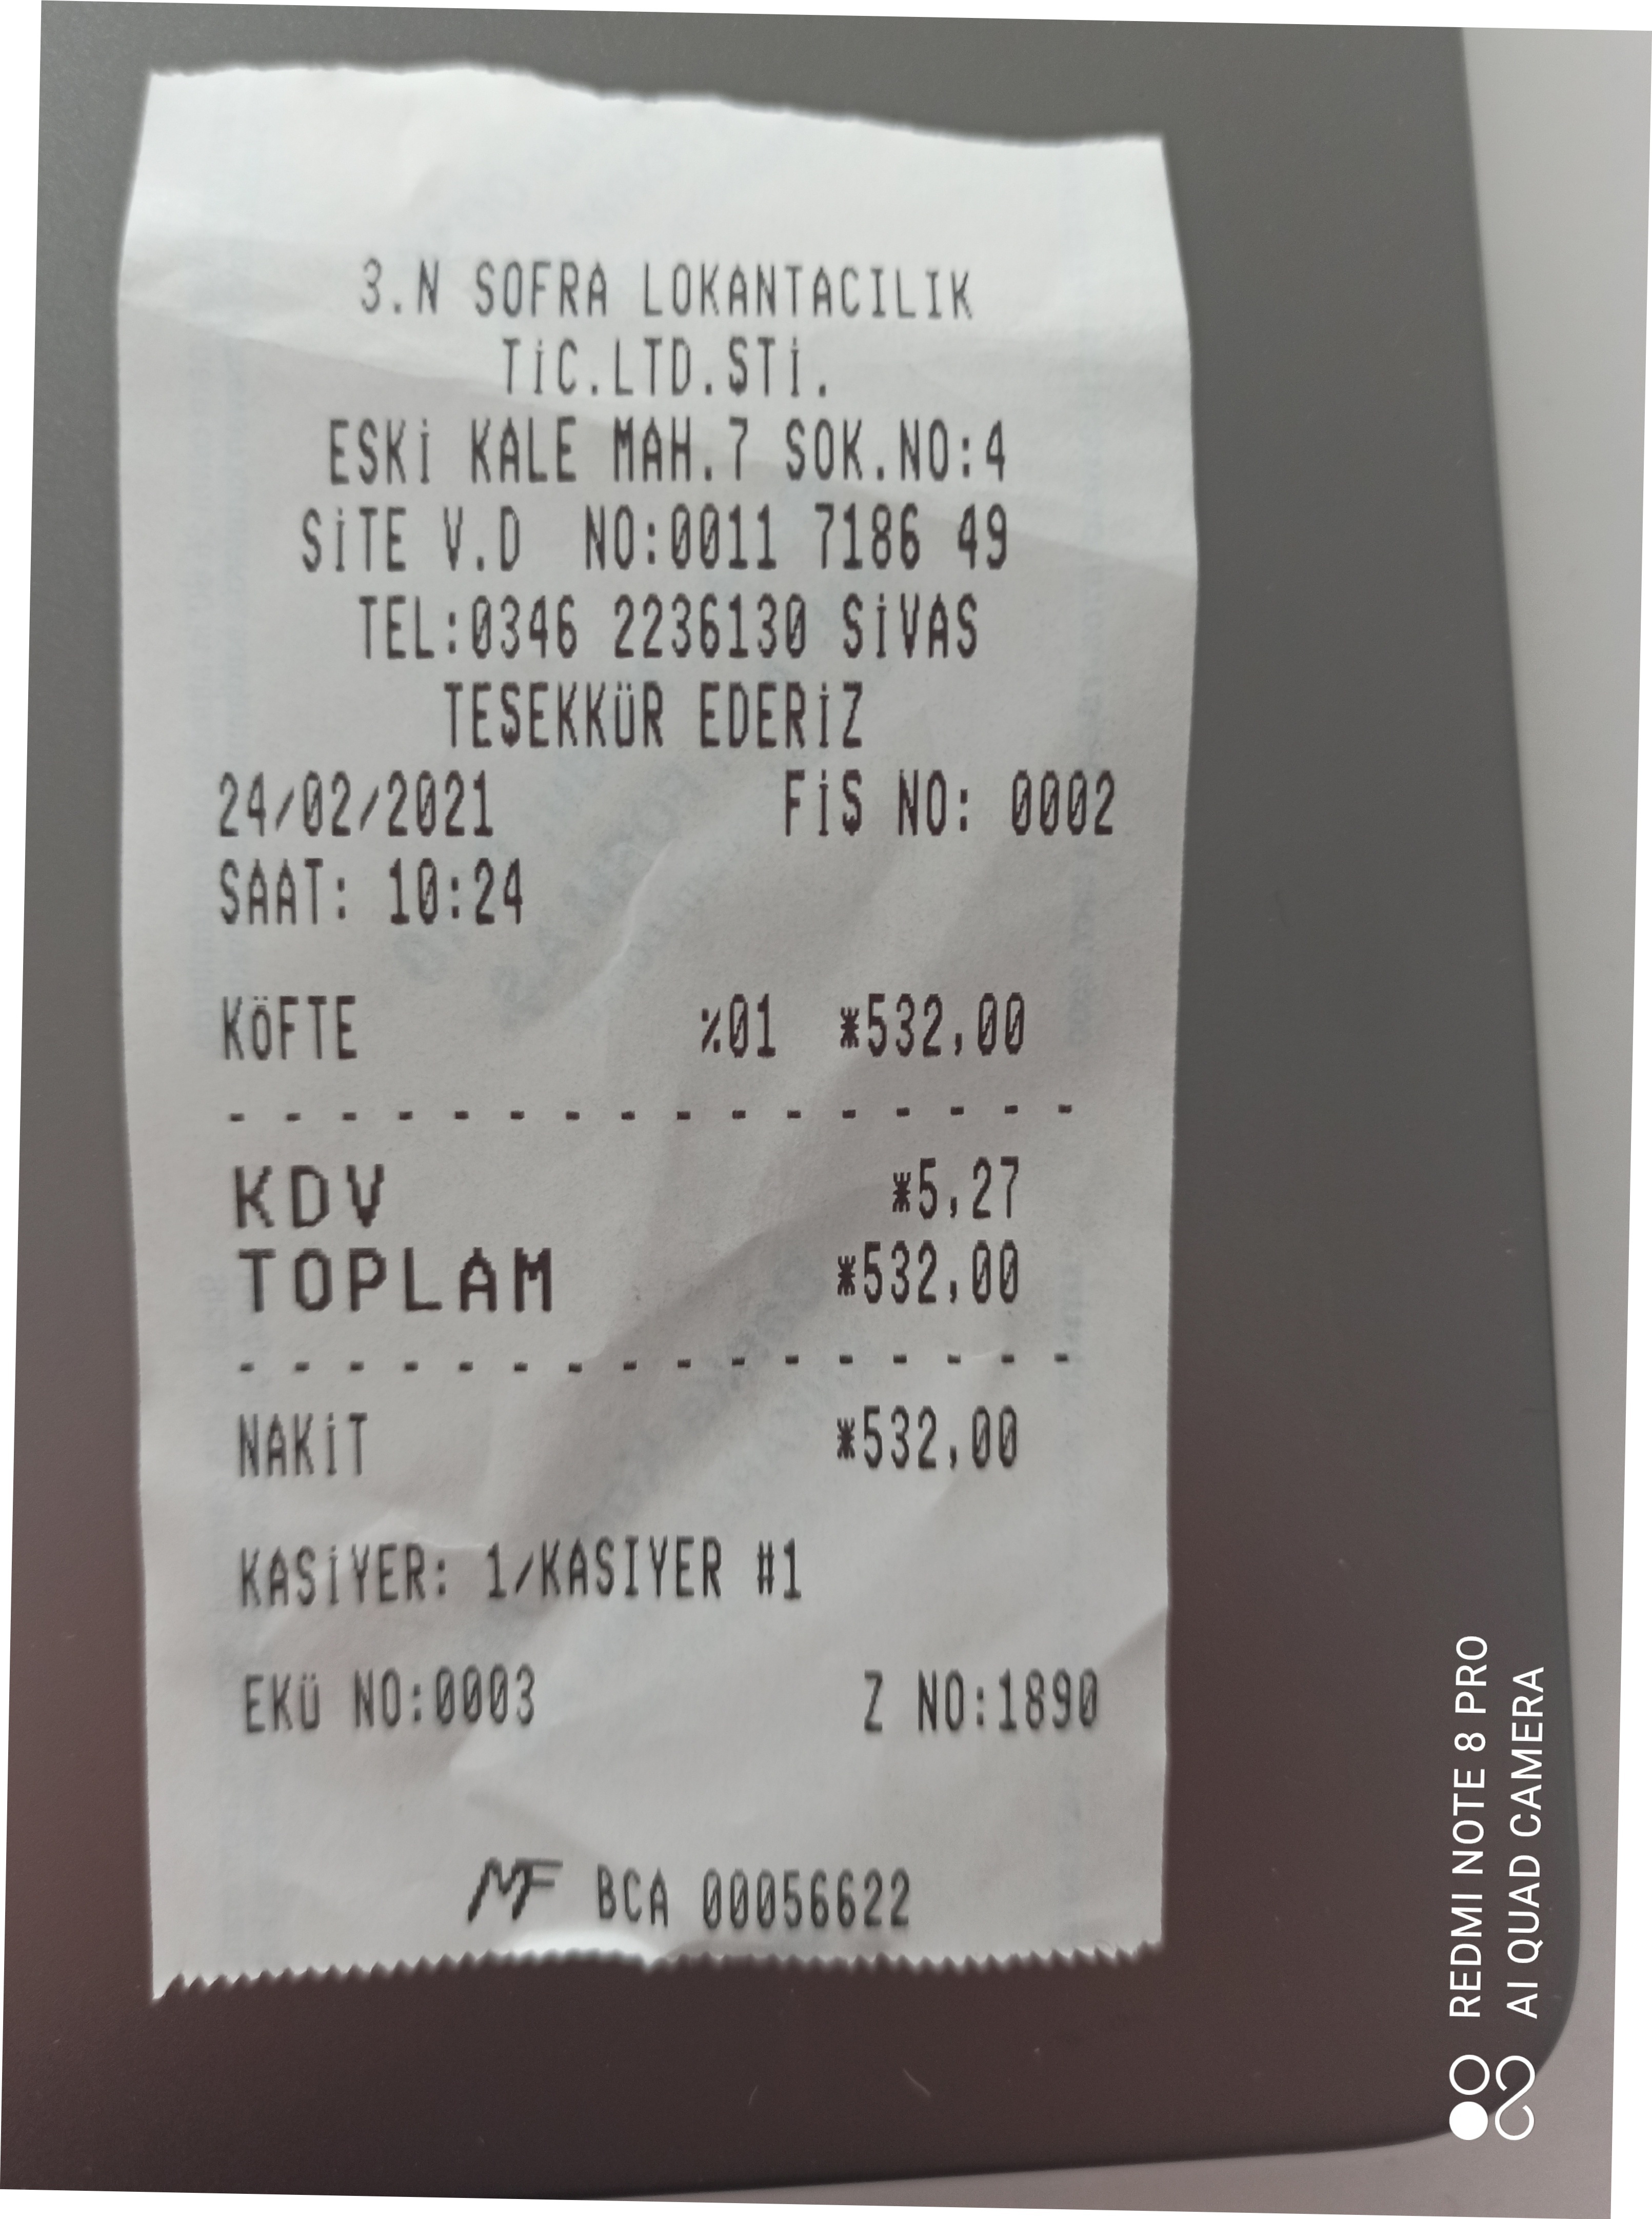 3.N SOFRA LOKANTACILIK
TİC.LTD.ŞTİ.
ESKİ KALE MAH.7 SOK.NO:4
SİTE V.D NO:0011 7186 49
TEL:0346 2236130 SİVAS
TEŞEKKÜR EDERİZ
24/02/2021 FİŞ NO: 0002
SAAT: 10:24
KÖFTE %01 *532,00
- - - - - - - - - - - - - - - -
KDV *5,27
TOPLAM *532,00
- - - - - - - - - - - - - - - -
NAKİT *532,00
KASİYER: 1/KASIYER #1
EKÜ NO:0003 Z NO:1890
MF BCA 00056622
REDMI NOTE 8 PRO
AI QUAD CAMERA